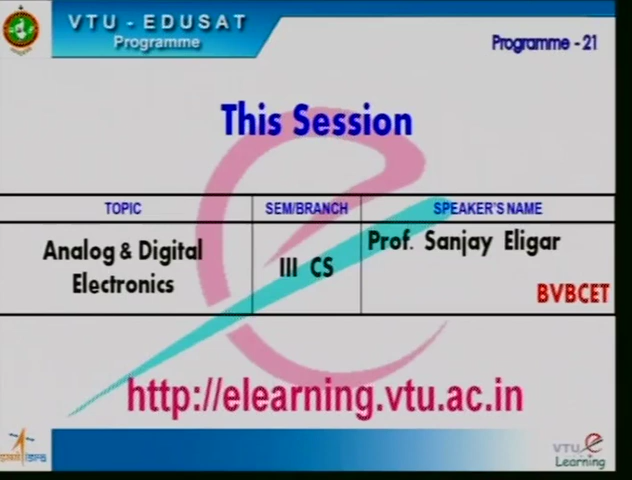 VTU - EDUSAT
Programme
Programme - 21
This Session
TOPIC SEM/BRANCH SPEAKER'S NAME
Analog & Digital
Electronics
III CS
Prof. Sanjay Eligar
BVBCET
http://elearning.vtu.ac.in
VTU e
Learning